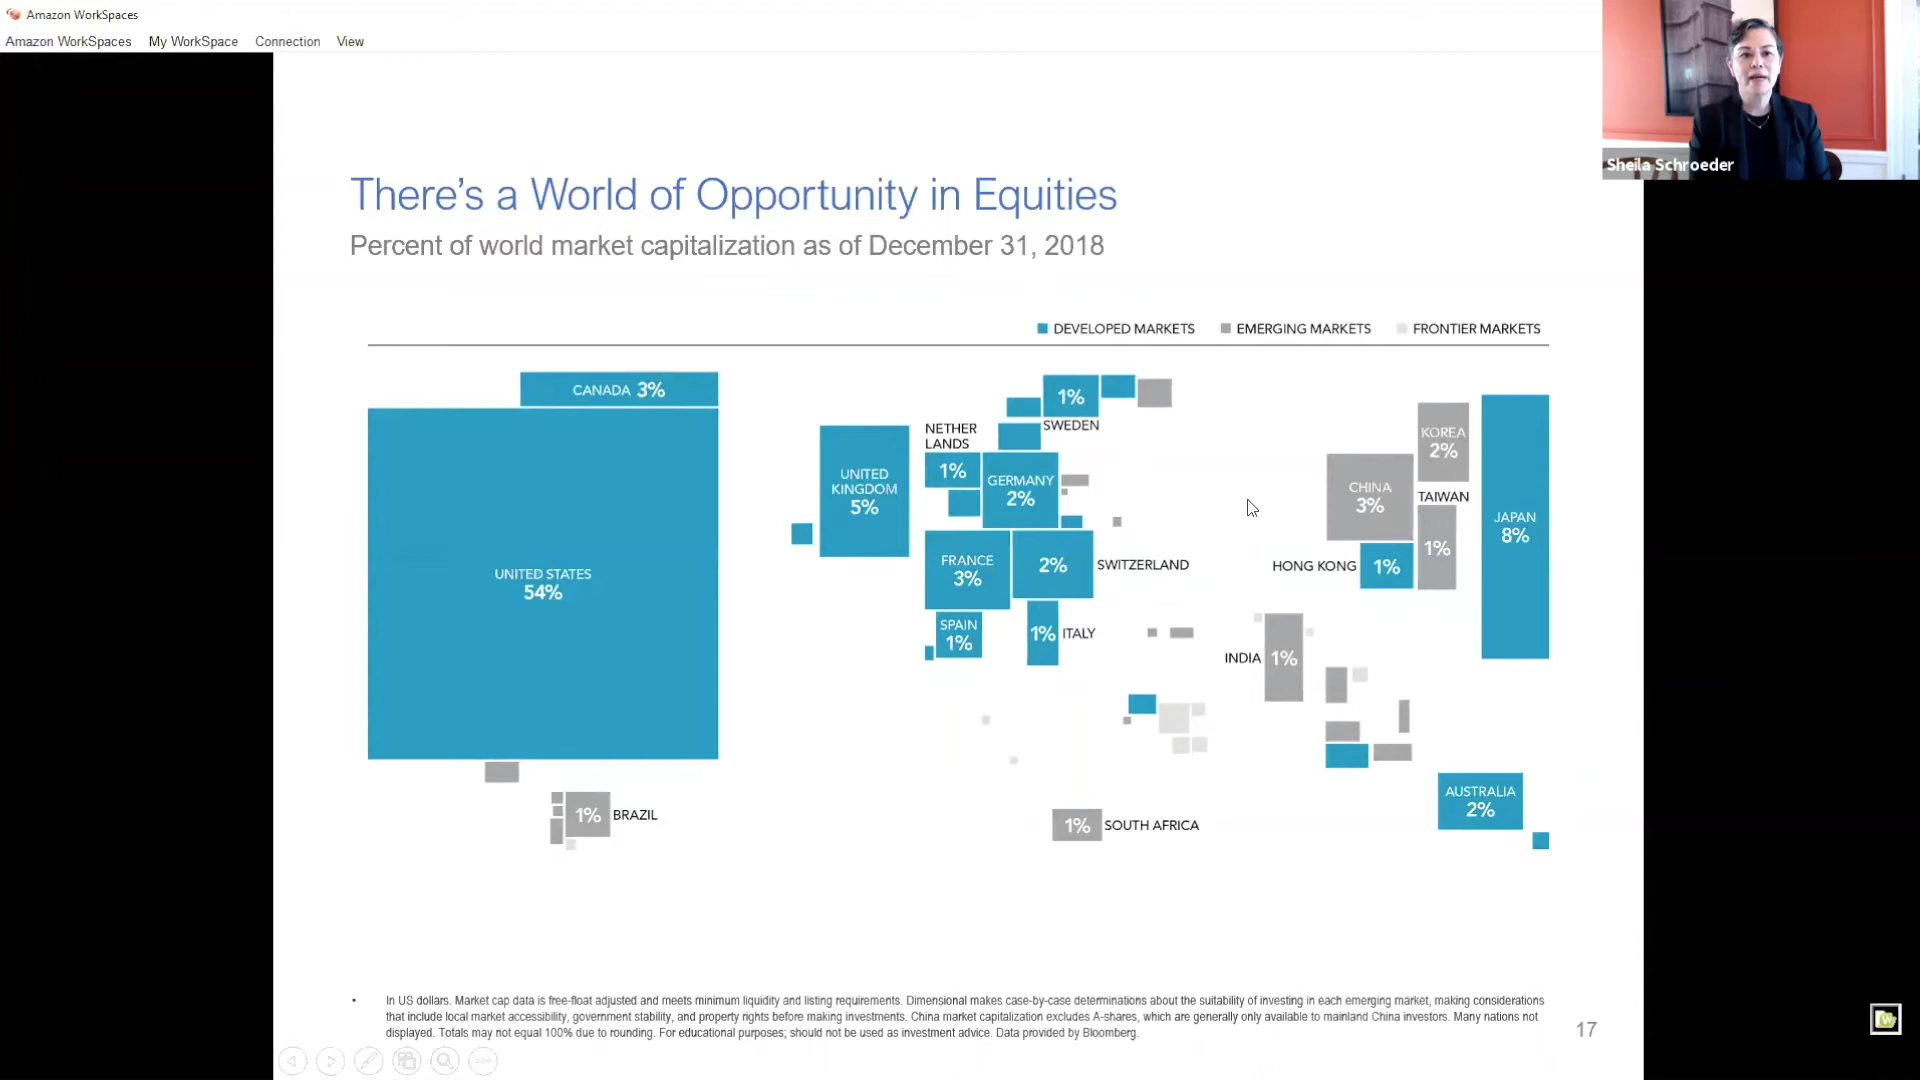 Amazon WorkSpaces
Amazon WorkSpaces My WorkSpace Connection View
Sheila Schroeder
There's a World of Opportunity in Equities
Percent of world market capitalization as of December 31, 2018
DEVELOPED MARKETS EMERGING MARKETS FRONTIER MARKETS
CANADA 3%
UNITED STATES
54%
BRAZIL
1%
UNITED
KINGDOM
5%
NETHER
LANDS
1%
1%
SWEDEN
GERMANY
2%
FRANCE
3%
2% SWITZERLAND
SPAIN
1%
1% ITALY
1% SOUTH AFRICA
INDIA 1%
CHINA
3%
HONG KONG 1%
KOREA
2%
TAIWAN
1%
JAPAN
8%
AUSTRALIA
2%
• In US dollars. Market cap data is free-float adjusted and meets minimum liquidity and listing requirements. Dimensional makes case-by-case determinations about the suitability of investing in each emerging market, making considerations
that include local market accessibility, government stability, and property rights before making investments. China market capitalization excludes A-shares, which are generally only available to mainland China investors. Many nations not
displayed. Totals may not equal 100% due to rounding. For educational purposes; should not be used as investment advice. Data provided by Bloomberg.
17